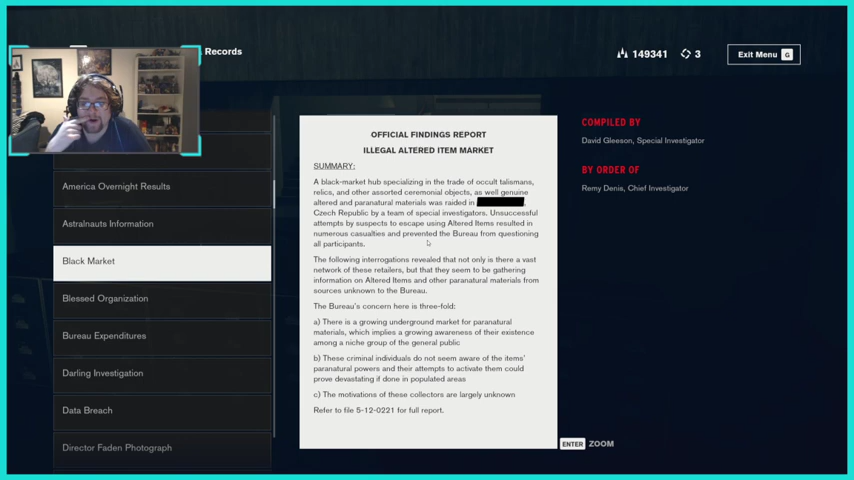 Records
149341
3
Exit Menu G
America Overnight Results
Astralnauts Information
Black Market
Blessed Organization
Bureau Expenditures
Darling Investigation
Data Breach
Director Faden Photograph
OFFICIAL FINDINGS REPORT
ILLEGAL ALTERED ITEM MARKET
SUMMARY:
A black-market hub specializing in the trade of occult talismans,
relics, and other assorted ceremonial objects, as well genuine
altered and paranatural materials was raided in
Czech Republic by a team of special investigators. Unsuccessful
attempts by suspects to escape using Altered Items resulted in
numerous casualties and prevented the Bureau from questioning
all participants.
The following interrogations revealed that not only is there a vast
network of these retailers, but that they seem to be gathering
information on Altered Items and other paranatural materials from
sources unknown to the Bureau.
The Bureau's concern here is three-fold:
a) There is a growing underground market for paranatural
materials, which implies a growing awareness of their existence
among a niche group of the general public
b) These criminal individuals do not seem aware of the items'
paranatural powers and their attempts to activate them could
prove devastating if done in populated areas
c) The motivations of these collectors are largely unknown
Refer to file 5-12-0221 for full report.
COMPILED BY
David Gleeson, Special Investigator
BY ORDER OF
Remy Denis, Chief Investigator
ENTER ZOOM